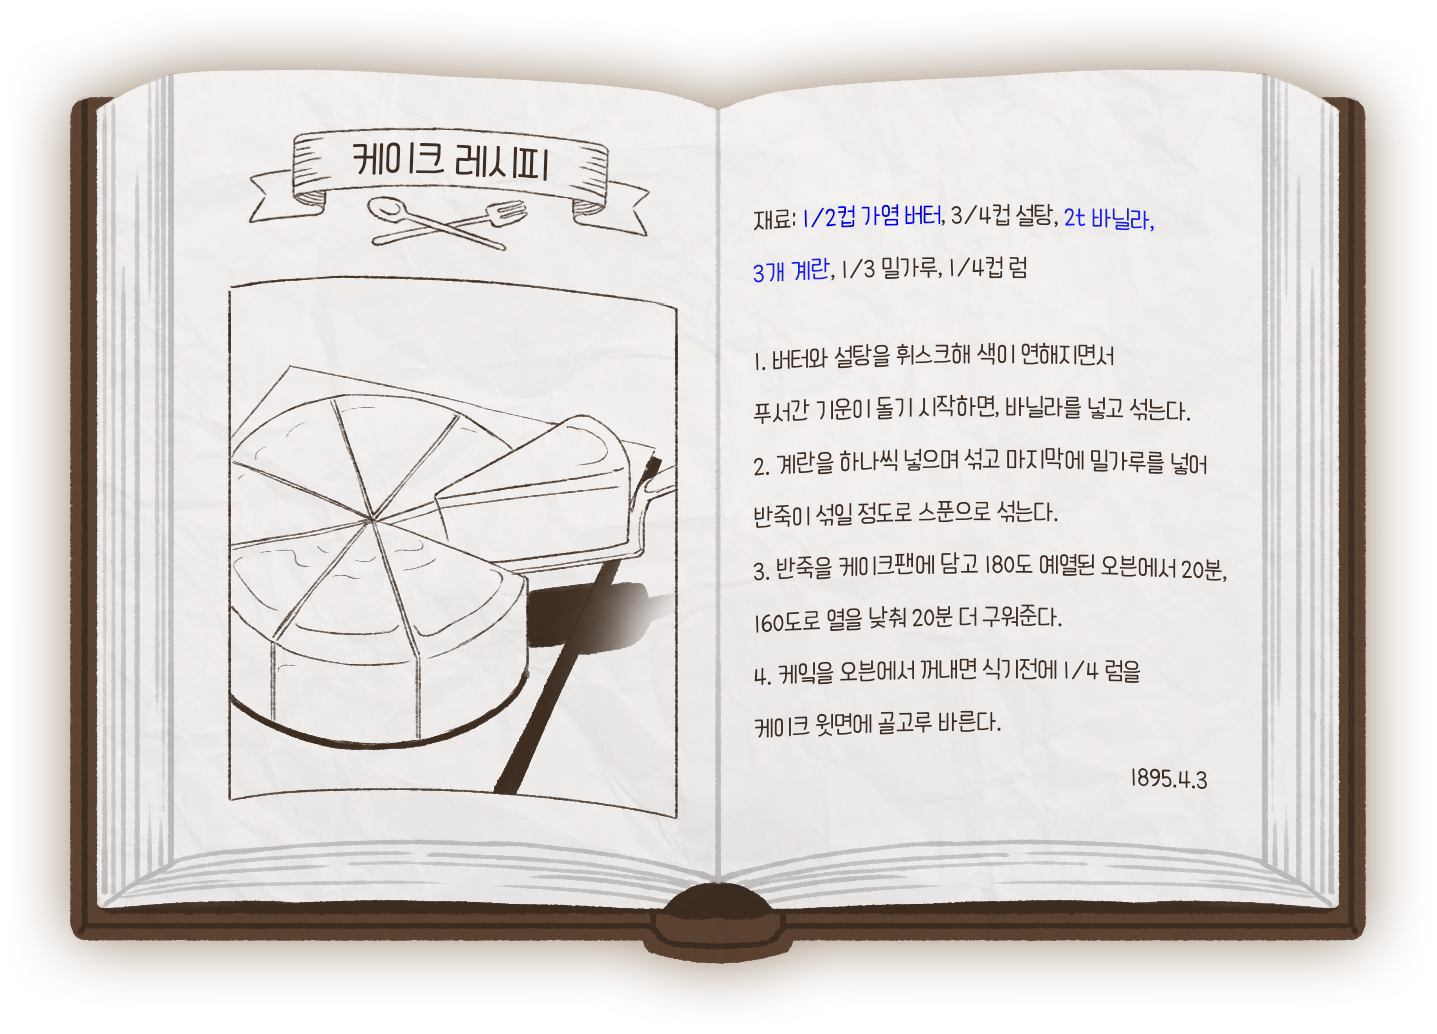 케이크 레시피
재료: 1/2컵 가염 버터, 3/4컵 설탕, 2t 바닐라,
3개 계란, 1/3 밀가루, 1/4컵 럼
1. 버터와 설탕을 휘스크해 색이 연해지면서
푸서간 기운이 돌기 시작하면, 바닐라를 넣고 섞는다.
2. 계란을 하나씩 넣으며 섞고 마지막에 밀가루를 넣어
반죽이 섞일 정도로 스푼으로 섞는다.
3. 반죽을 케이크팬에 담고 180도 예열된 오븐에서 20분,
160도로 열을 낮춰 20분 더 구워준다.
4. 케잌을 오븐에서 꺼내면 식기전에 1/4 럼을
케이크 윗면에 골고루 바른다.
1895.4.3